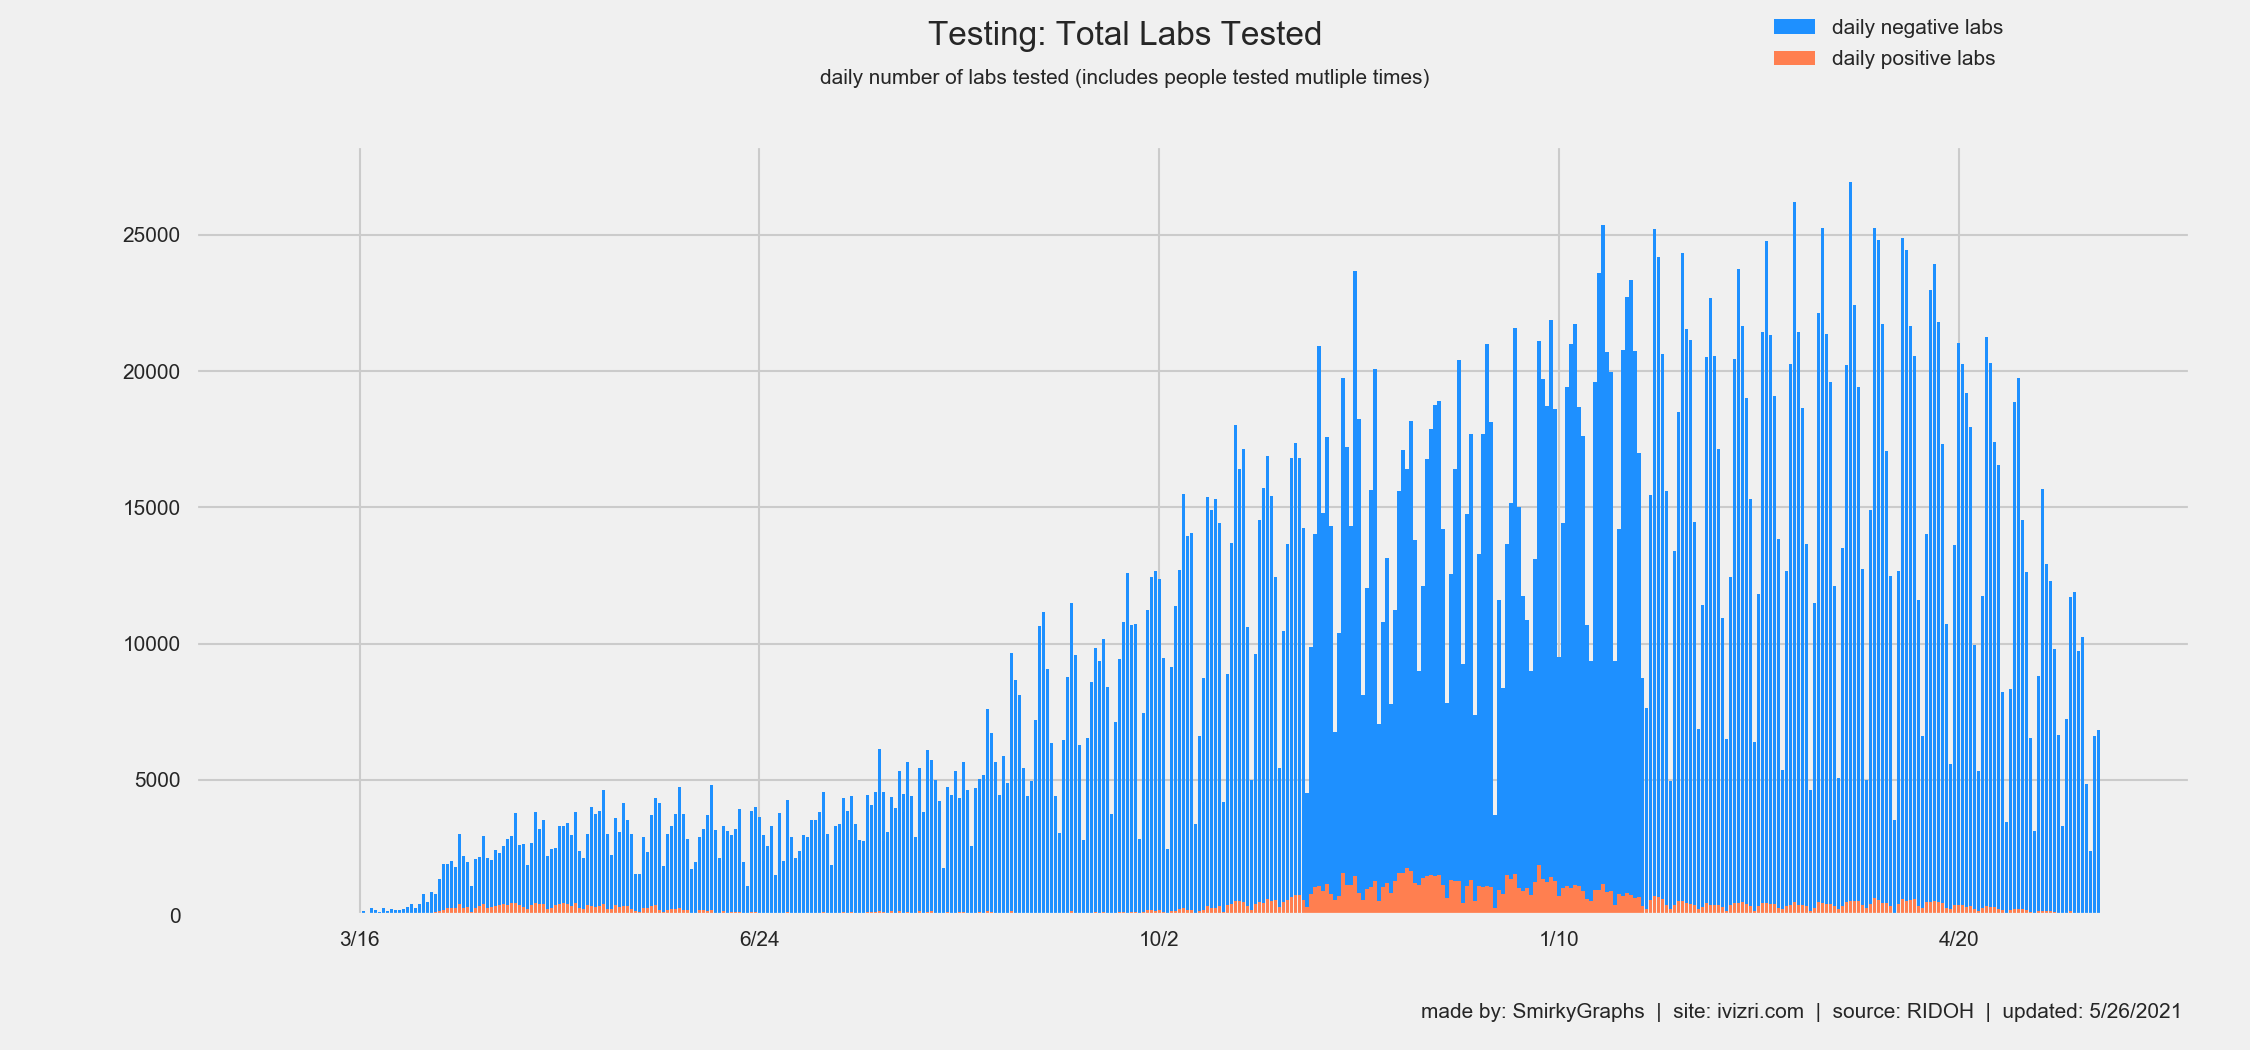 Testing: Total Labs Tested
daily number of labs tested (includes people tested mutliple times)
daily negative labs
daily positive labs
25000
20000
15000
10000
5000
0
3/16
6/24
10/2
1/10
4/20
made by: SmirkyGraphs | site: ivizri.com | source: RIDOH | updated: 5/26/2021